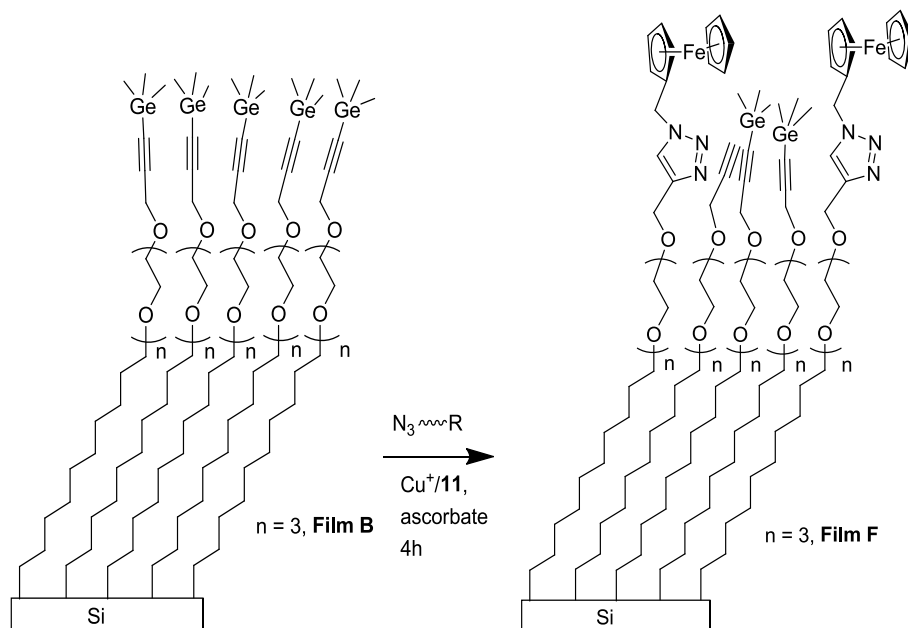 Fe Fe
Ge Ge Ge Ge Ge
N N N Ge Ge N N N
O O O O O O O O O O
O O O O O O O O O O
n n n n n n n n n n
N3 R
Cu+/11,
ascorbate
4h
n = 3, Film B
n = 3, Film F
Si
Si